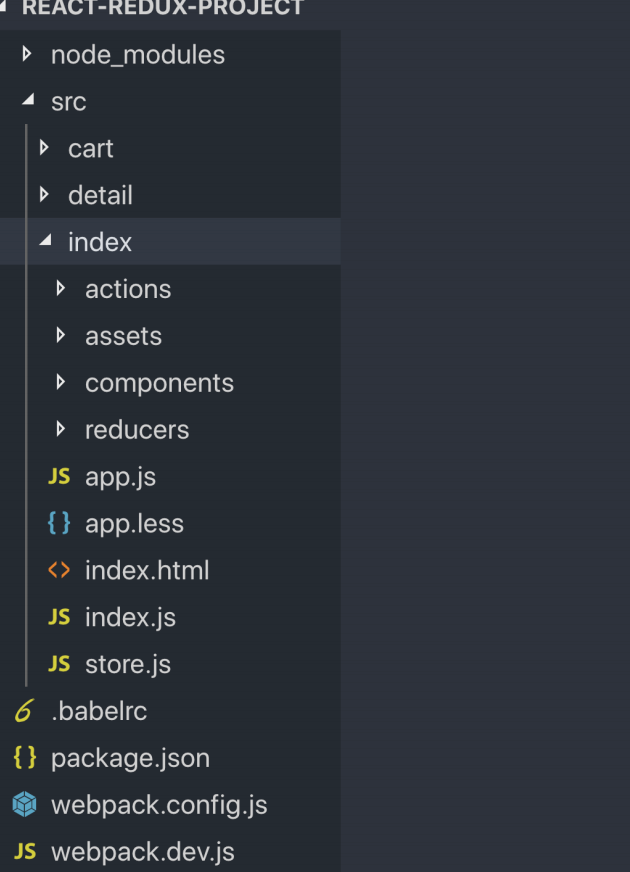 REACT-REDUX-PROJECT
node_modules
src
cart
detail
index
actions
assets
components
reducers
JS app.js
{ } app.less
<> index.html
JS index.js
JS store.js
6 .babelrc
{ } package.json
webpack.config.js
JS webpack.dev.js